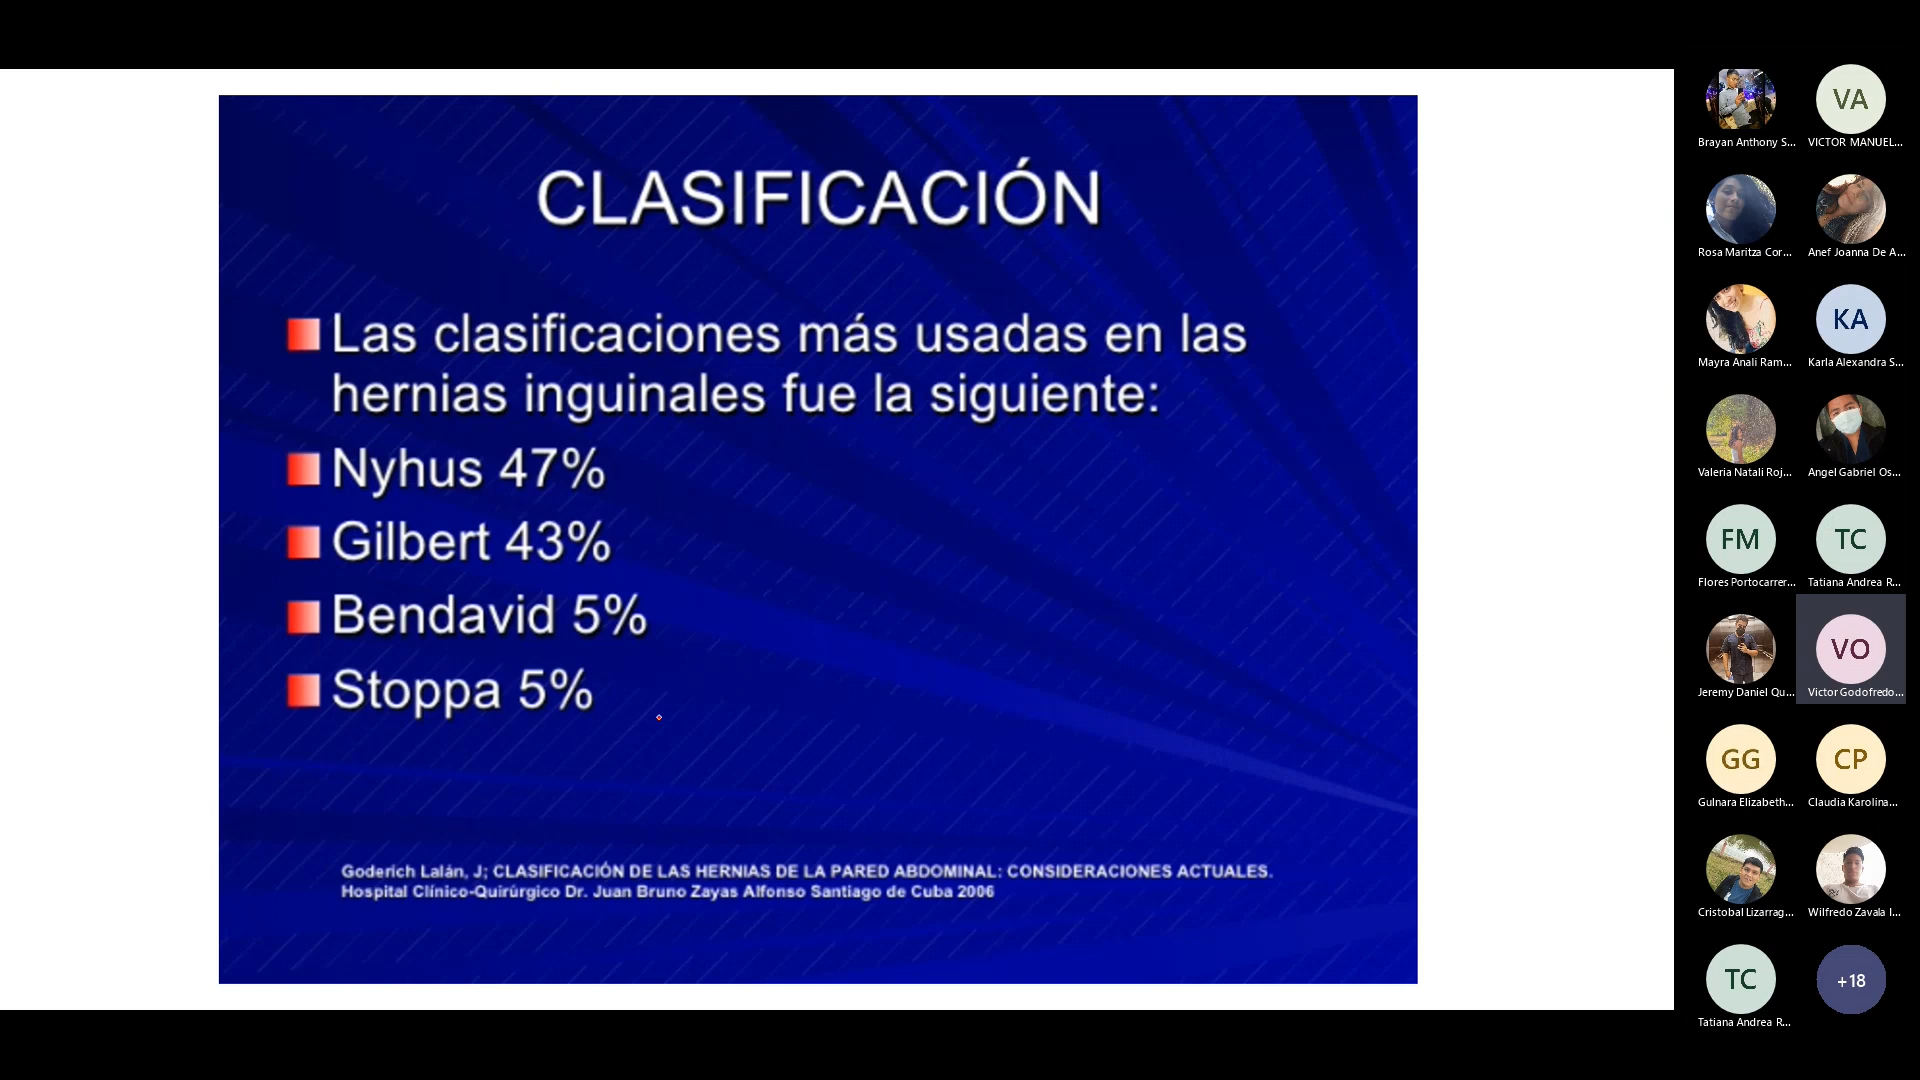 CLASIFICACIÓN
Las clasificaciones más usadas en las
hernias inguinales fue la siguiente:
Nyhus 47%
Gilbert 43%
Bendavid 5%
Stoppa 5%
Goderich Lalán, J; CLASIFICACIÓN DE LAS HERNIAS DE LA PARED ABDOMINAL: CONSIDERACIONES ACTUALES.
Hospital Clínico-Quirúrgico Dr. Juan Bruno Zayas Alfonso Santiago de Cuba 2006
Brayan Anthony S...
VA
VICTOR MANUEL...
Rosa Maritza Cor...
Anef Joanna De A...
Mayra Anali Ram...
KA
Karla Alexandra S...
Valeria Natali Roj...
Angel Gabriel Os...
FM
Flores Portocarrer...
TC
Tatiana Andrea R...
Jeremy Daniel Qu...
VO
Victor Godofredo...
GG
Gulnara Elizabeth...
CP
Claudia Karolina...
Cristobal Lizarrag...
Wilfredo Zavala I...
TC
Tatiana Andrea R...
+18